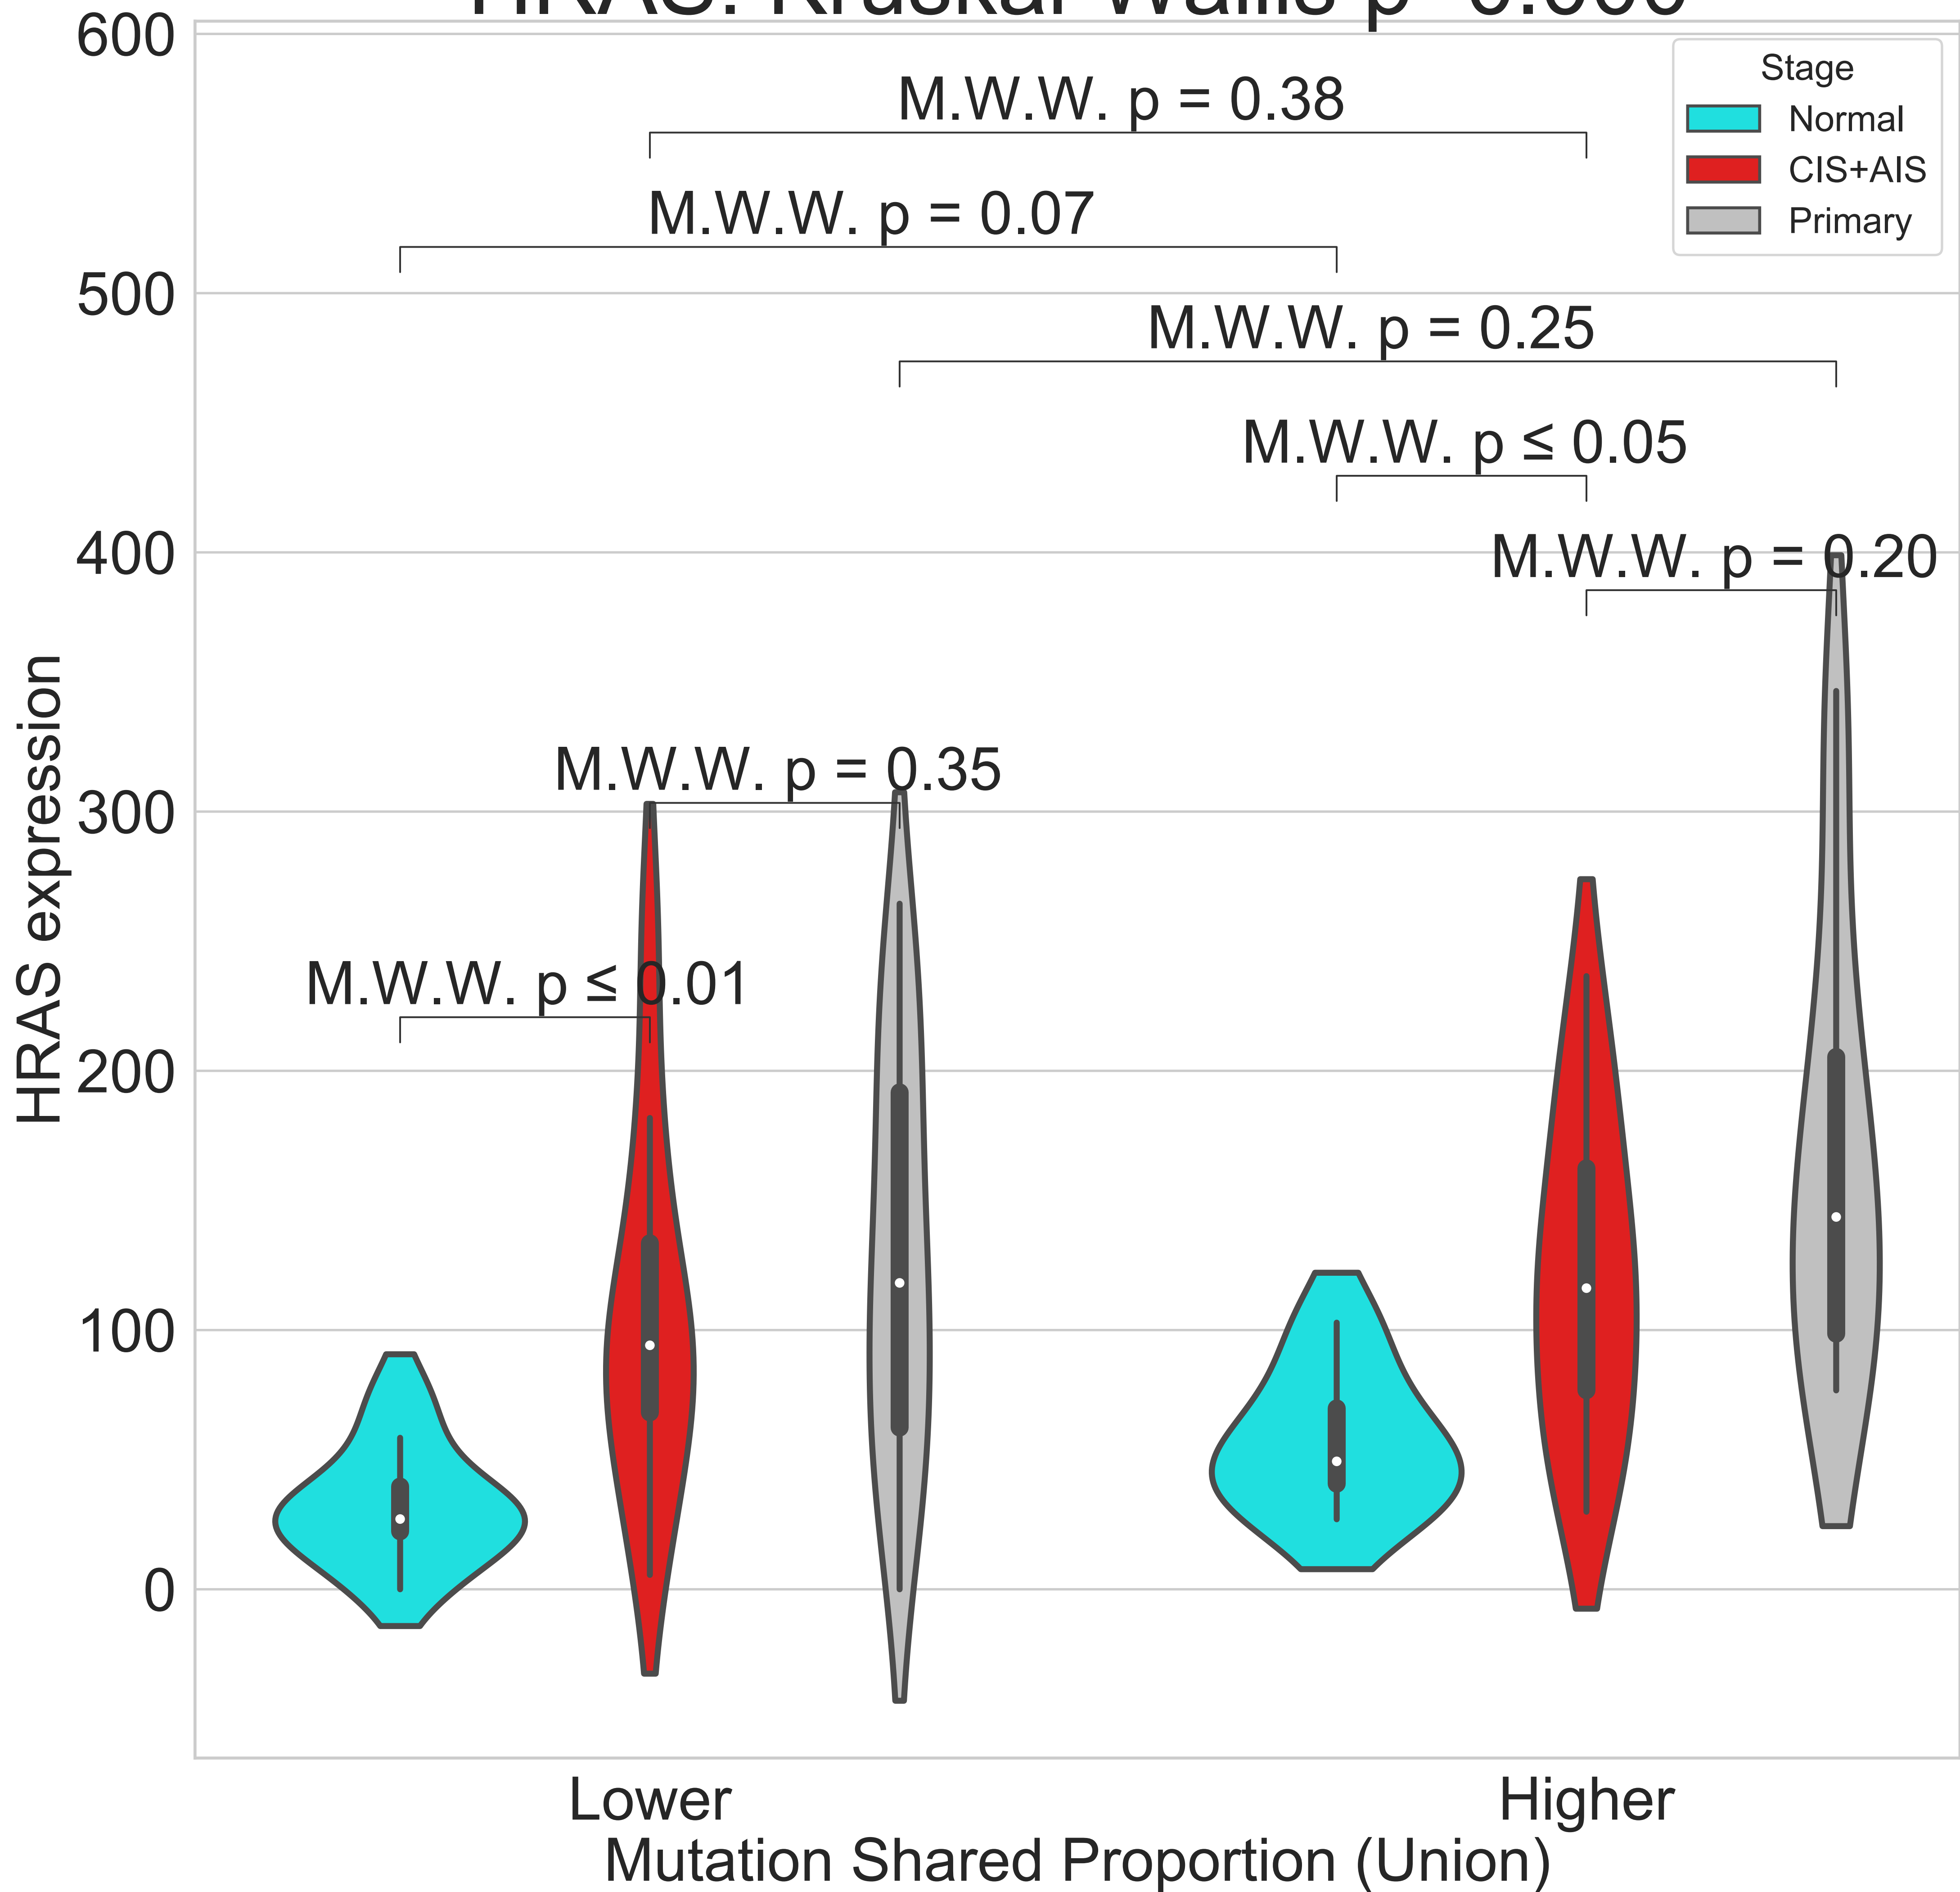 600
M.W.W. p = 0.38
Stage
Normal
CIS+AIS
Primary
M.W.W. p = 0.07
500
M.W.W. p = 0.25
M.W.W. p ≤ 0.05
400
M.W.W. p = 0.20
M.W.W. p = 0.35
300
M.W.W. p ≤ 0.01
200
100
0
HRAS expression
Lower
Higher
Mutation Shared Proportion (Union)